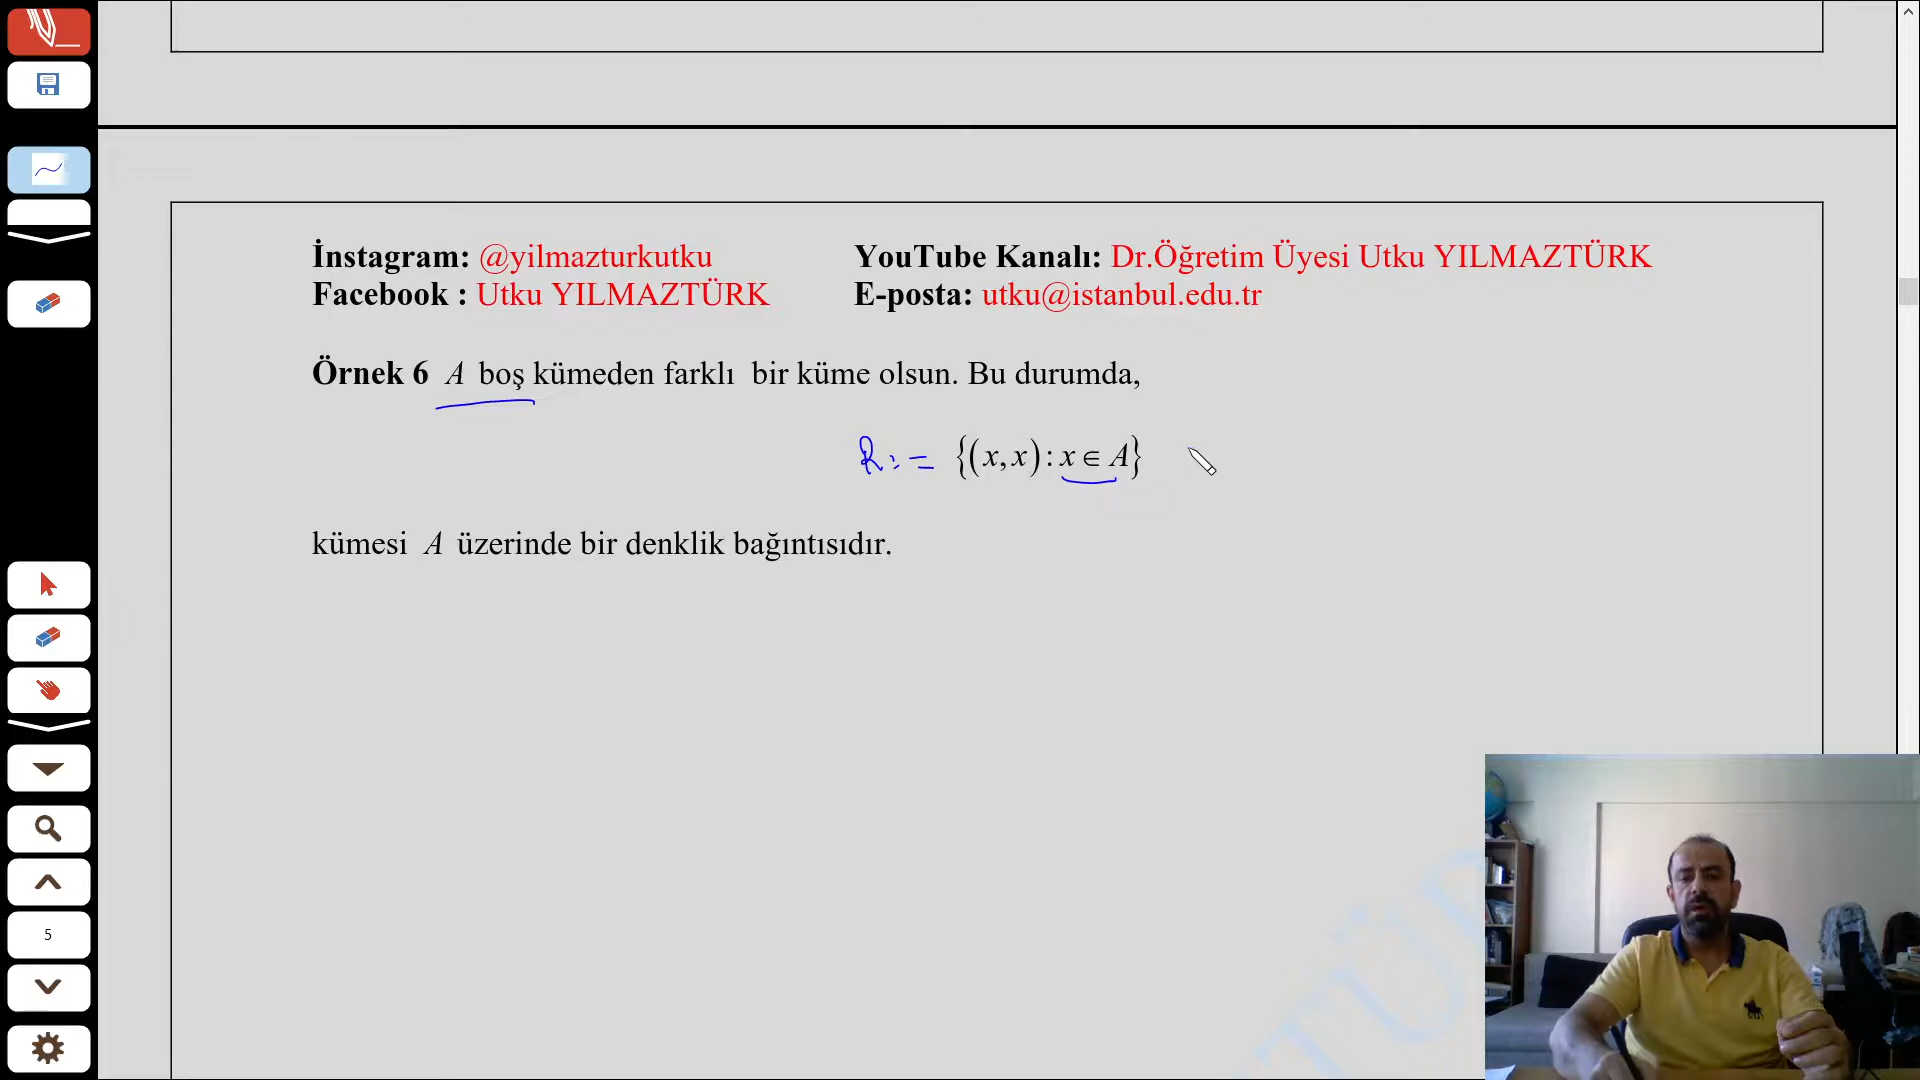 İnstagram: @yilmazturkutku YouTube Kanalı: Dr.Öğretim Üyesi Utku YILMAZTÜRK
Facebook : Utku YILMAZTÜRK E-posta: utku@istanbul.edu.tr
Örnek 6 A boş kümeden farklı bir küme olsun. Bu durumda,
R:= {(x,x):x∈A}
kümesi A üzerinde bir denklik bağıntısıdır.
5